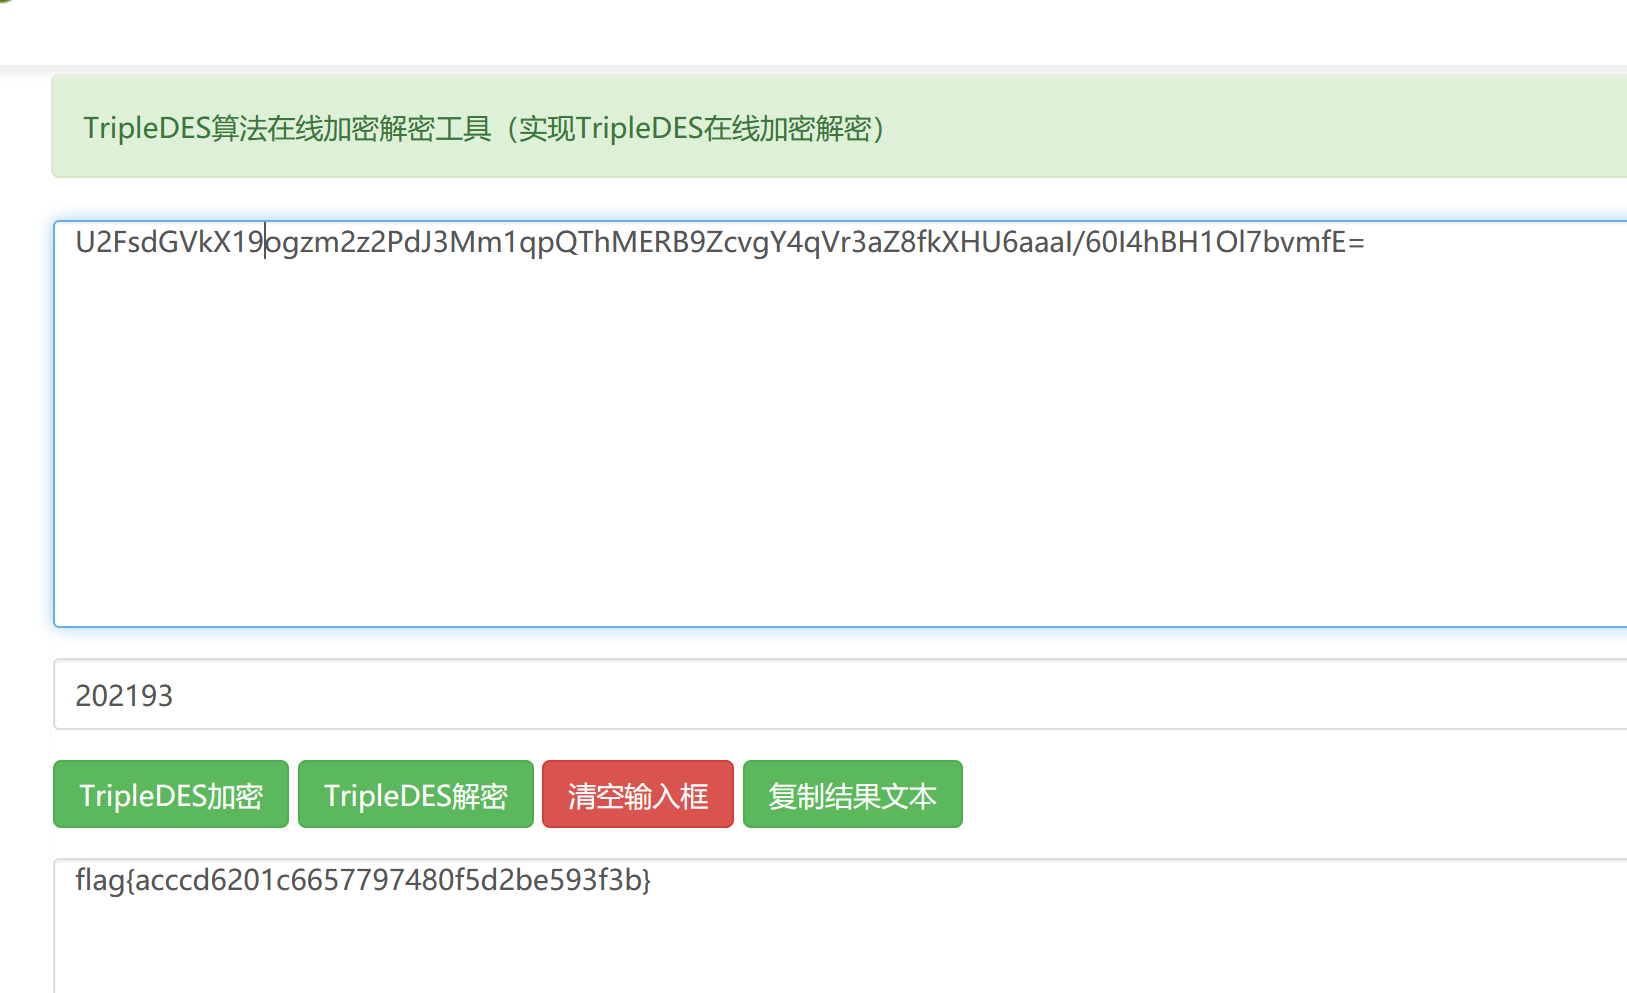 TripleDES算法在线加密解密工具（实现TripleDES在线加密解密）
U2FsdGVkX19ogzm2z2PdJ3Mm1qpQThMERB9ZcvgY4qVr3aZ8fkXHU6aaaI/60I4hBH1Ol7bvmfE=
202193
TripleDES加密 TripleDES解密 清空输入框 复制结果文本
flag{acccd6201c6657797480f5d2be593f3b}